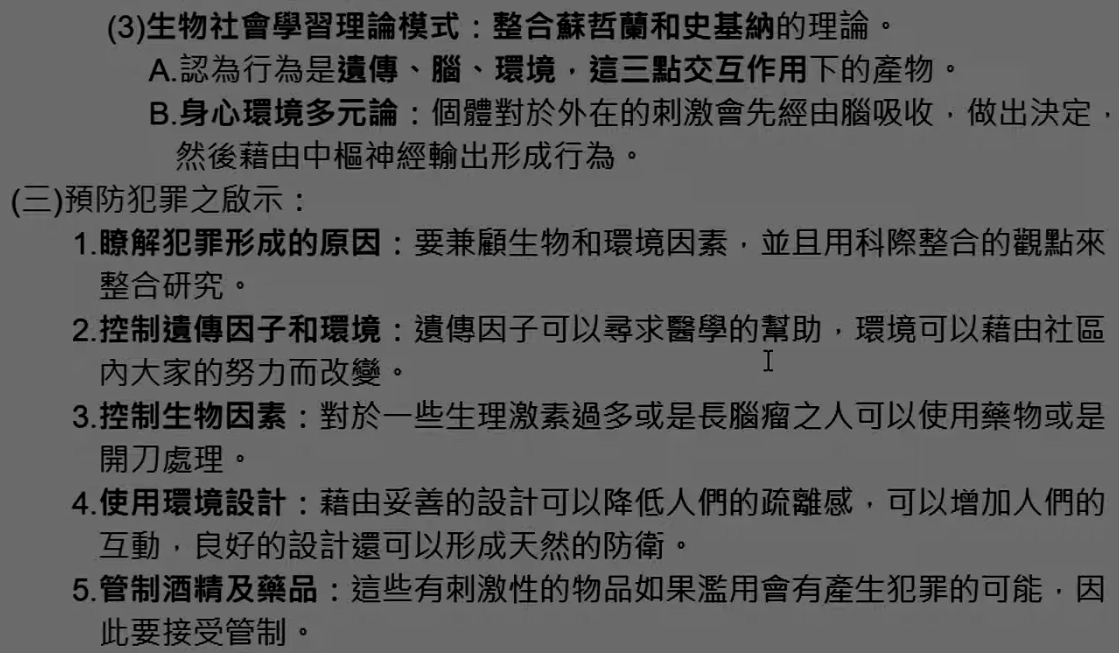 (3)生物社會學習理論模式：整合蘇哲蘭和史基納的理論。
A.認為行為是遺傳、腦、環境，這三點交互作用下的產物。
B.身心環境多元論：個體對於外在的刺激會先經由腦吸收，做出決定，
然後藉由中樞神經輸出形成行為。
(三)預防犯罪之啟示：
1.瞭解犯罪形成的原因：要兼顧生物和環境因素，並且用科際整合的觀點來
整合研究。
2.控制遺傳因子和環境：遺傳因子可以尋求醫學的幫助，環境可以藉由社區
內大家的努力而改變。
3.控制生物因素：對於一些生理激素過多或是長腦瘤之人可以使用藥物或是
開刀處理。
4.使用環境設計：藉由妥善的設計可以降低人們的疏離感，可以增加人們的
互動，良好的設計還可以形成天然的防衛。
5.管制酒精及藥品：這些有刺激性的物品如果濫用會有產生犯罪的可能，因
此要接受管制。